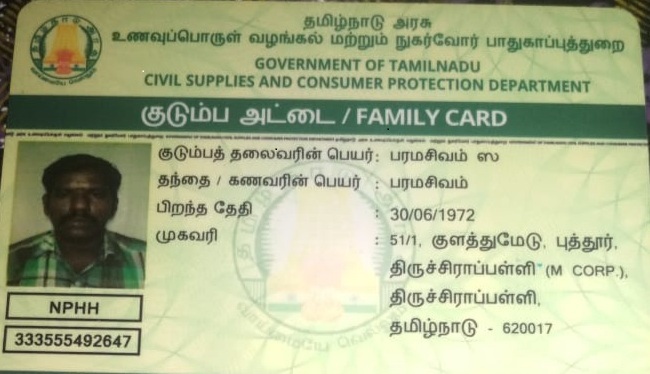 தமிழ்நாடு அரசு
உணவுப்பொருள் வழங்கல் மற்றும் நுகர்வோர் பாதுகாப்புத்துறை
GOVERNMENT OF TAMILNADU
CIVIL SUPPLIES AND CONSUMER PROTECTION DEPARTMENT
குடும்ப அட்டை / FAMILY CARD
குடும்பத் தலைவரின் பெயர் : பரமசிவம் ஸ
தந்தை / கணவரின் பெயர் : பரமசிவம்
பிறந்த தேதி : 30/06/1972
முகவரி : 51/1, குளத்துமேடு, புத்தூர்,
திருச்சிராப்பள்ளி (M CORP.),
திருச்சிராப்பள்ளி,
தமிழ்நாடு - 620017
NPHH
333555492647